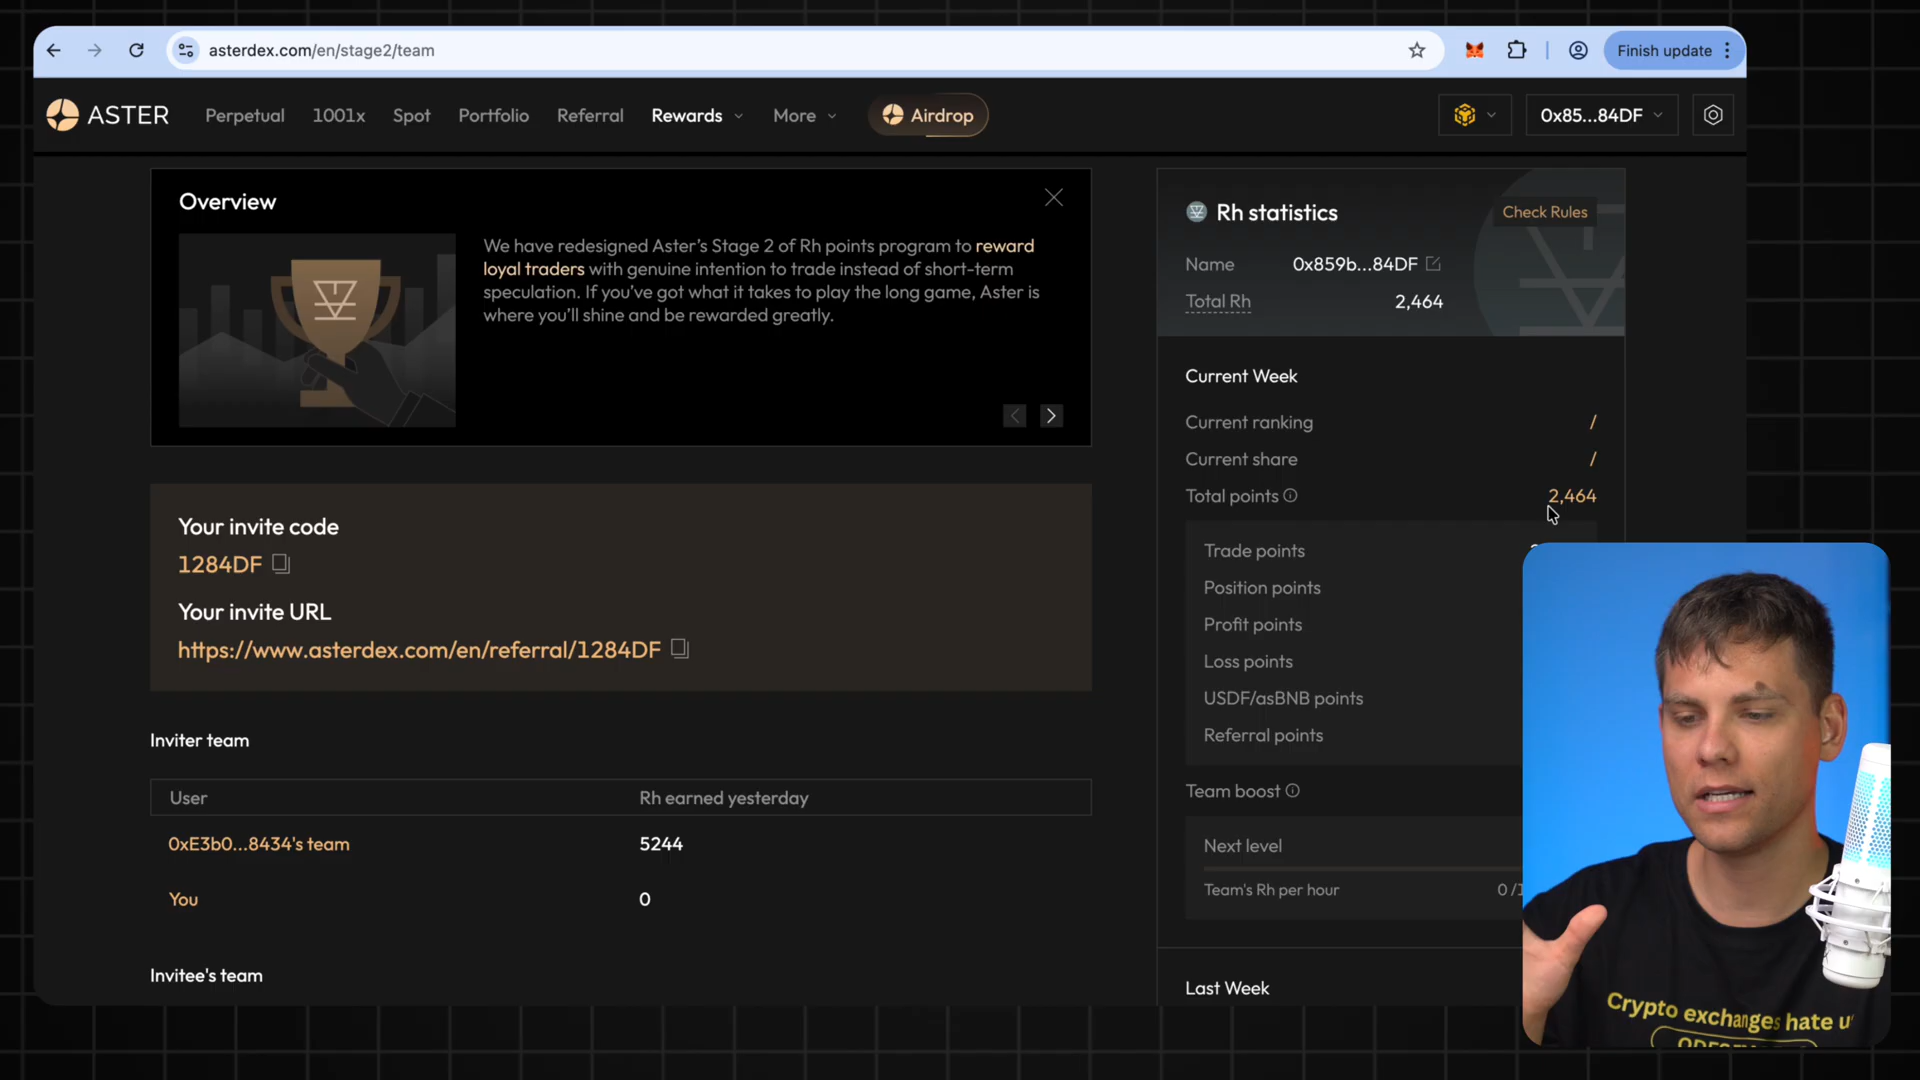 asterdex.com/en/stage2/team
Finish update
ASTER
Perpetual
1001x
Spot
Portfolio
Referral
Rewards
More
Airdrop
0x85...84DF
Overview
We have redesigned Aster's Stage 2 of Rh points program to reward
loyal traders with genuine intention to trade instead of short-term
speculation. If you've got what it takes to play the long game, Aster is
where you'll shine and be rewarded greatly.
Your invite code
1284DF
Your invite URL
https://www.asterdex.com/en/referral/1284DF
Inviter team
User
Rh earned yesterday
0xE3b0...8434's team
5244
You
0
Invitee's team
Rh statistics
Check Rules
Name
0x859b...84DF
Total Rh
2,464
Current Week
Current ranking
/
Current share
/
Total points
2,464
Trade points
Position points
Profit points
Loss points
USDF/asBNB points
Referral points
Team boost
Next level
Team's Rh per hour
0 /1
Last Week
Crypto exchanges hate u